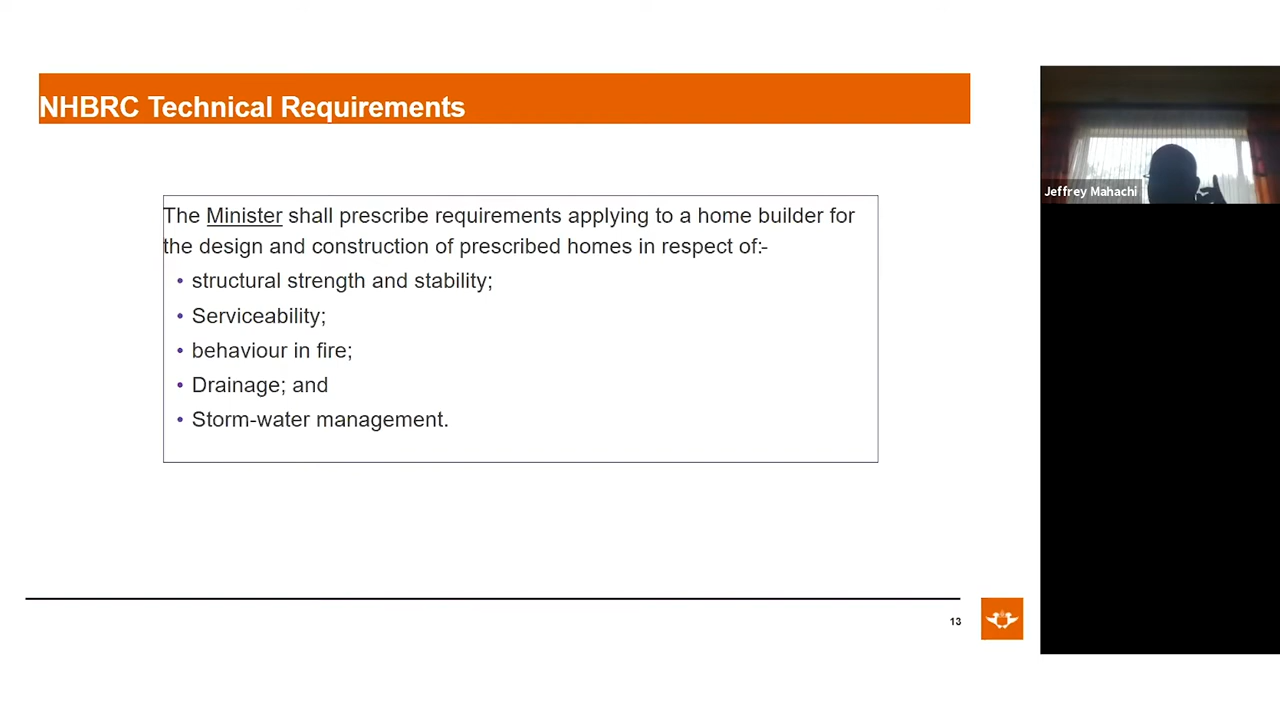 NHBRC Technical Requirements
The Minister shall prescribe requirements applying to a home builder for
the design and construction of prescribed homes in respect of:-
• structural strength and stability;
• Serviceability;
• behaviour in fire;
• Drainage; and
• Storm-water management.
Jeffrey Mahachi
13